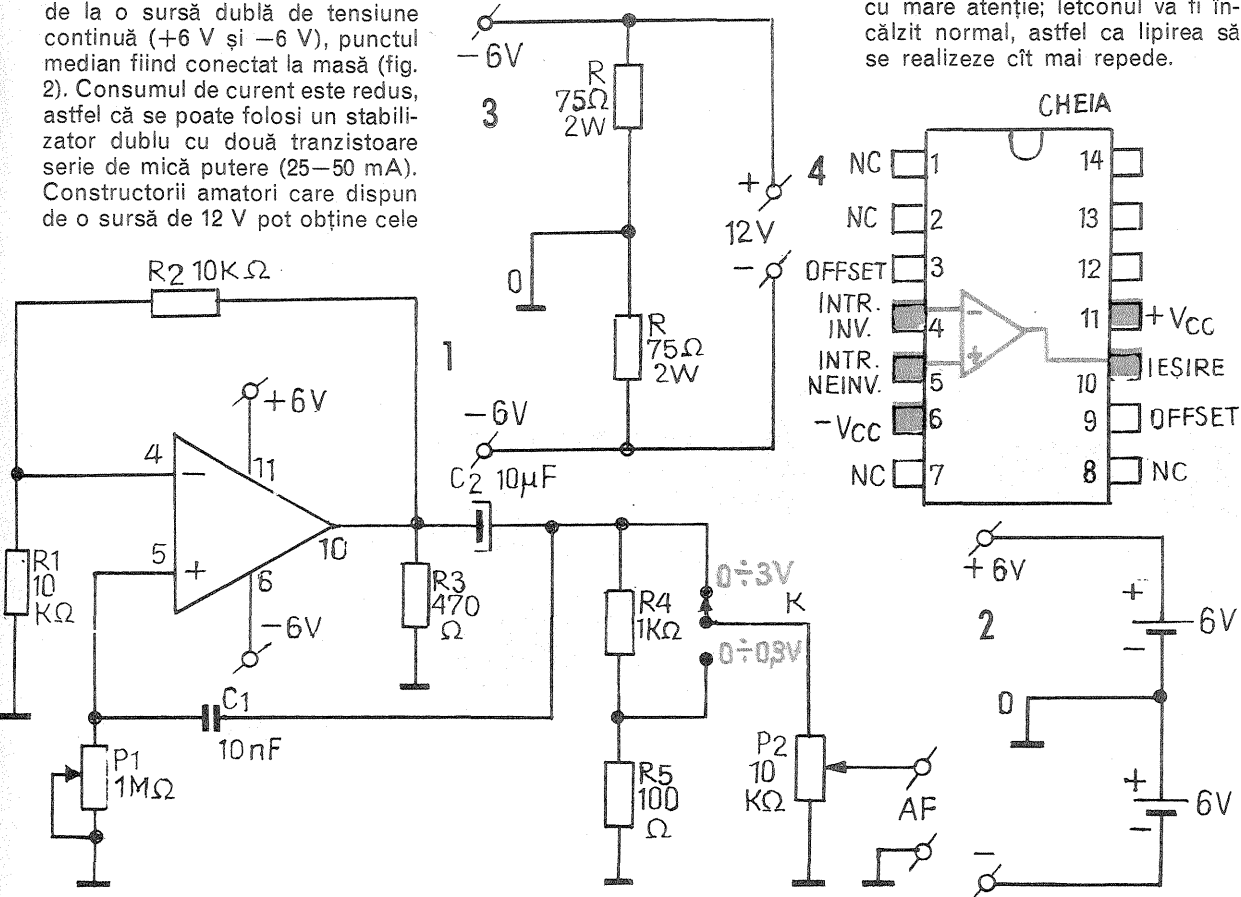 de la o sursă dublă de tensiune
continuă (+6 V și —6 V), punctul
median fiind conectat la masă (fig.
2). Consumul de curent este redus,
astfel că se poate folosi un stabili-
zator dublu cu două tranzistoare
serie de mică putere (25—50 mA).
Constructorii amatori care dispun
de o sursă de 12 V pot obține cele
cu mare atenție; letconul va fi în-
călzit normal, astfel ca lipirea să
se realizeze cît mai repede.
3
−6V
R
75Ω
2W
+
12V
−
0
R
75Ω
2W
−6V
4
CHEIA
NC 1
NC 2
OFFSET 3
INTR.
INV. 4
INTR.
NEINV. 5
−VCC 6
NC 7
14
13
12
11 +VCC
10 IEȘIRE
9 OFFSET
8 NC
−
+
1
R2 10KΩ
+6V
4
−
11
5
+
10
6
−6V
R1
10
KΩ
C2 10μF
R3
470
Ω
C1
10nF
P1
1MΩ
R4
1KΩ
0÷3V
K
0÷0,3V
R5
100
Ω
P2
10
KΩ
AF
2
+6V
+
6V
−
0
+
6V
−
−